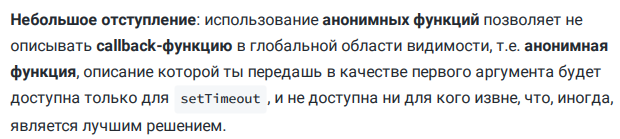 Небольшое отступление: использование анонимных функций позволяет не
описывать callback-функцию в глобальной области видимости, т.е. анонимная
функция, описание которой ты передашь в качестве первого аргумента будет
доступна только для setTimeout, и не доступна ни для кого извне, что, иногда,
является лучшим решением.